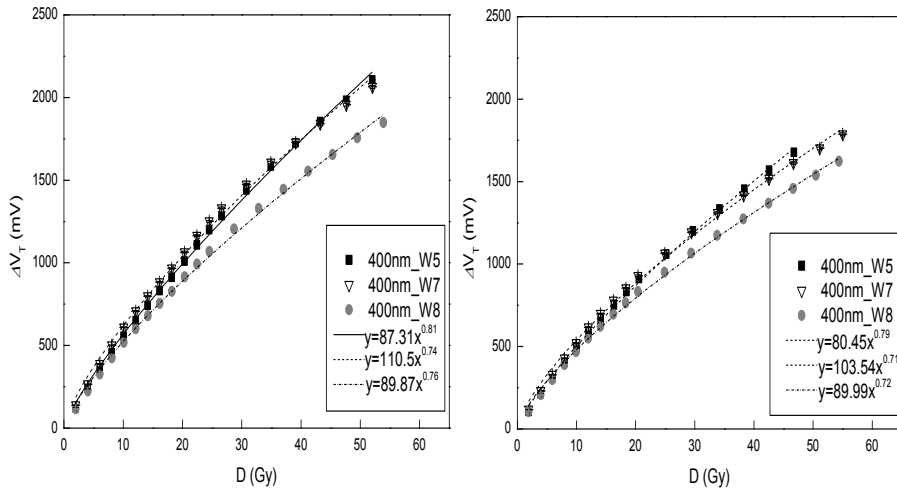 2500
2000
1500
1000
500
0
ΔV_T (mV)
400nm_W5
400nm_W7
400nm_W8
y=87.31x^0.81
y=110.5x^0.74
y=89.87x^0.76
0 10 20 30 40 50 60
D (Gy)
2500
2000
1500
1000
500
0
ΔV_T (mV)
400nm_W5
400nm_W7
400nm_W8
y=80.45x^0.79
y=103.54x^0.71
y=89.99x^0.72
0 10 20 30 40 50 60
D (Gy)